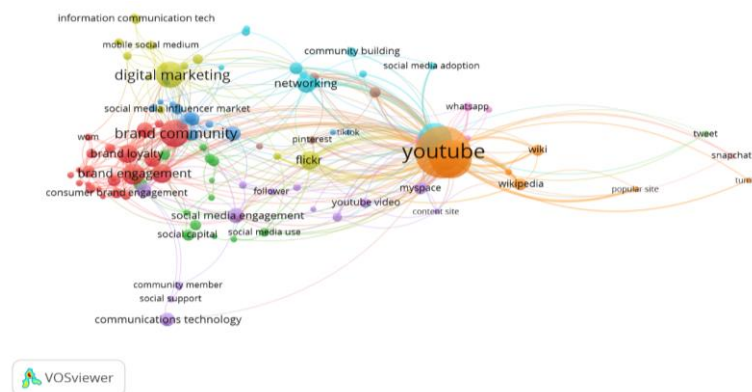 information communication tech
mobile social medium
community building
digital marketing
social media adoption
networking
social media influencer market
whatsapp
wom
brand community
tiktok
tweet
pinterest
brand loyalty
youtube
wiki
snapchat
flickr
brand engagement
consumer brand engagement
follower
myspace
wikipedia
popular site
tum
youtube video
content site
social media engagement
social capital
social media use
community member
social support
communications technology
VOSviewer